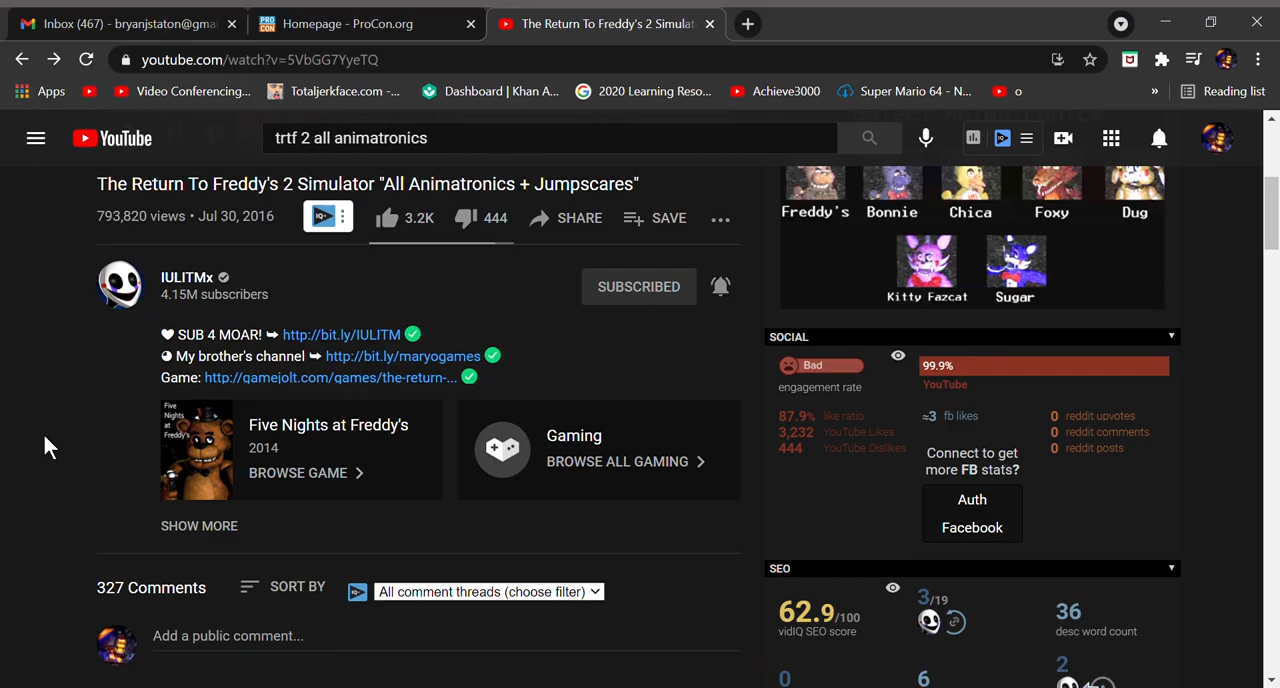 Inbox (467) - bryanjstaton@gmai
Homepage - ProCon.org
The Return To Freddy's 2 Simulat
youtube.com/watch?v=5VbGG7YyeTQ
Apps
Video Conferencing...
Totaljerkface.com -...
Dashboard | Khan A...
2020 Learning Reso...
Achieve3000
Super Mario 64 - N...
o
»
Reading list
YouTube
trtf 2 all animatronics
The Return To Freddy's 2 Simulator "All Animatronics + Jumpscares"
793,820 views • Jul 30, 2016
IQ
3.2K
444
SHARE
SAVE
IULITMx
4.15M subscribers
SUBSCRIBED
SUB 4 MOAR! ➥ http://bit.ly/IULITM
My brother's channel ➥ http://bit.ly/maryogames
Game: http://gamejolt.com/games/the-return-...
Five Nights at Freddy's
Five Nights at Freddy's
2014
BROWSE GAME
Gaming
BROWSE ALL GAMING
SHOW MORE
327 Comments
SORT BY
All comment threads (choose filter)
Add a public comment...
Freddy's
Bonnie
Chica
Foxy
Dug
Kitty Fazcat
Sugar
SOCIAL
Bad
engagement rate
99.9%
YouTube
87.9% like ratio
3,232 YouTube Likes
444 YouTube Dislikes
≈3 fb likes
Connect to get
more FB stats?
Auth
Facebook
0 reddit upvotes
0 reddit comments
0 reddit posts
SEO
62.9/100
vidIQ SEO score
3/19
36
desc word count
0
6
2